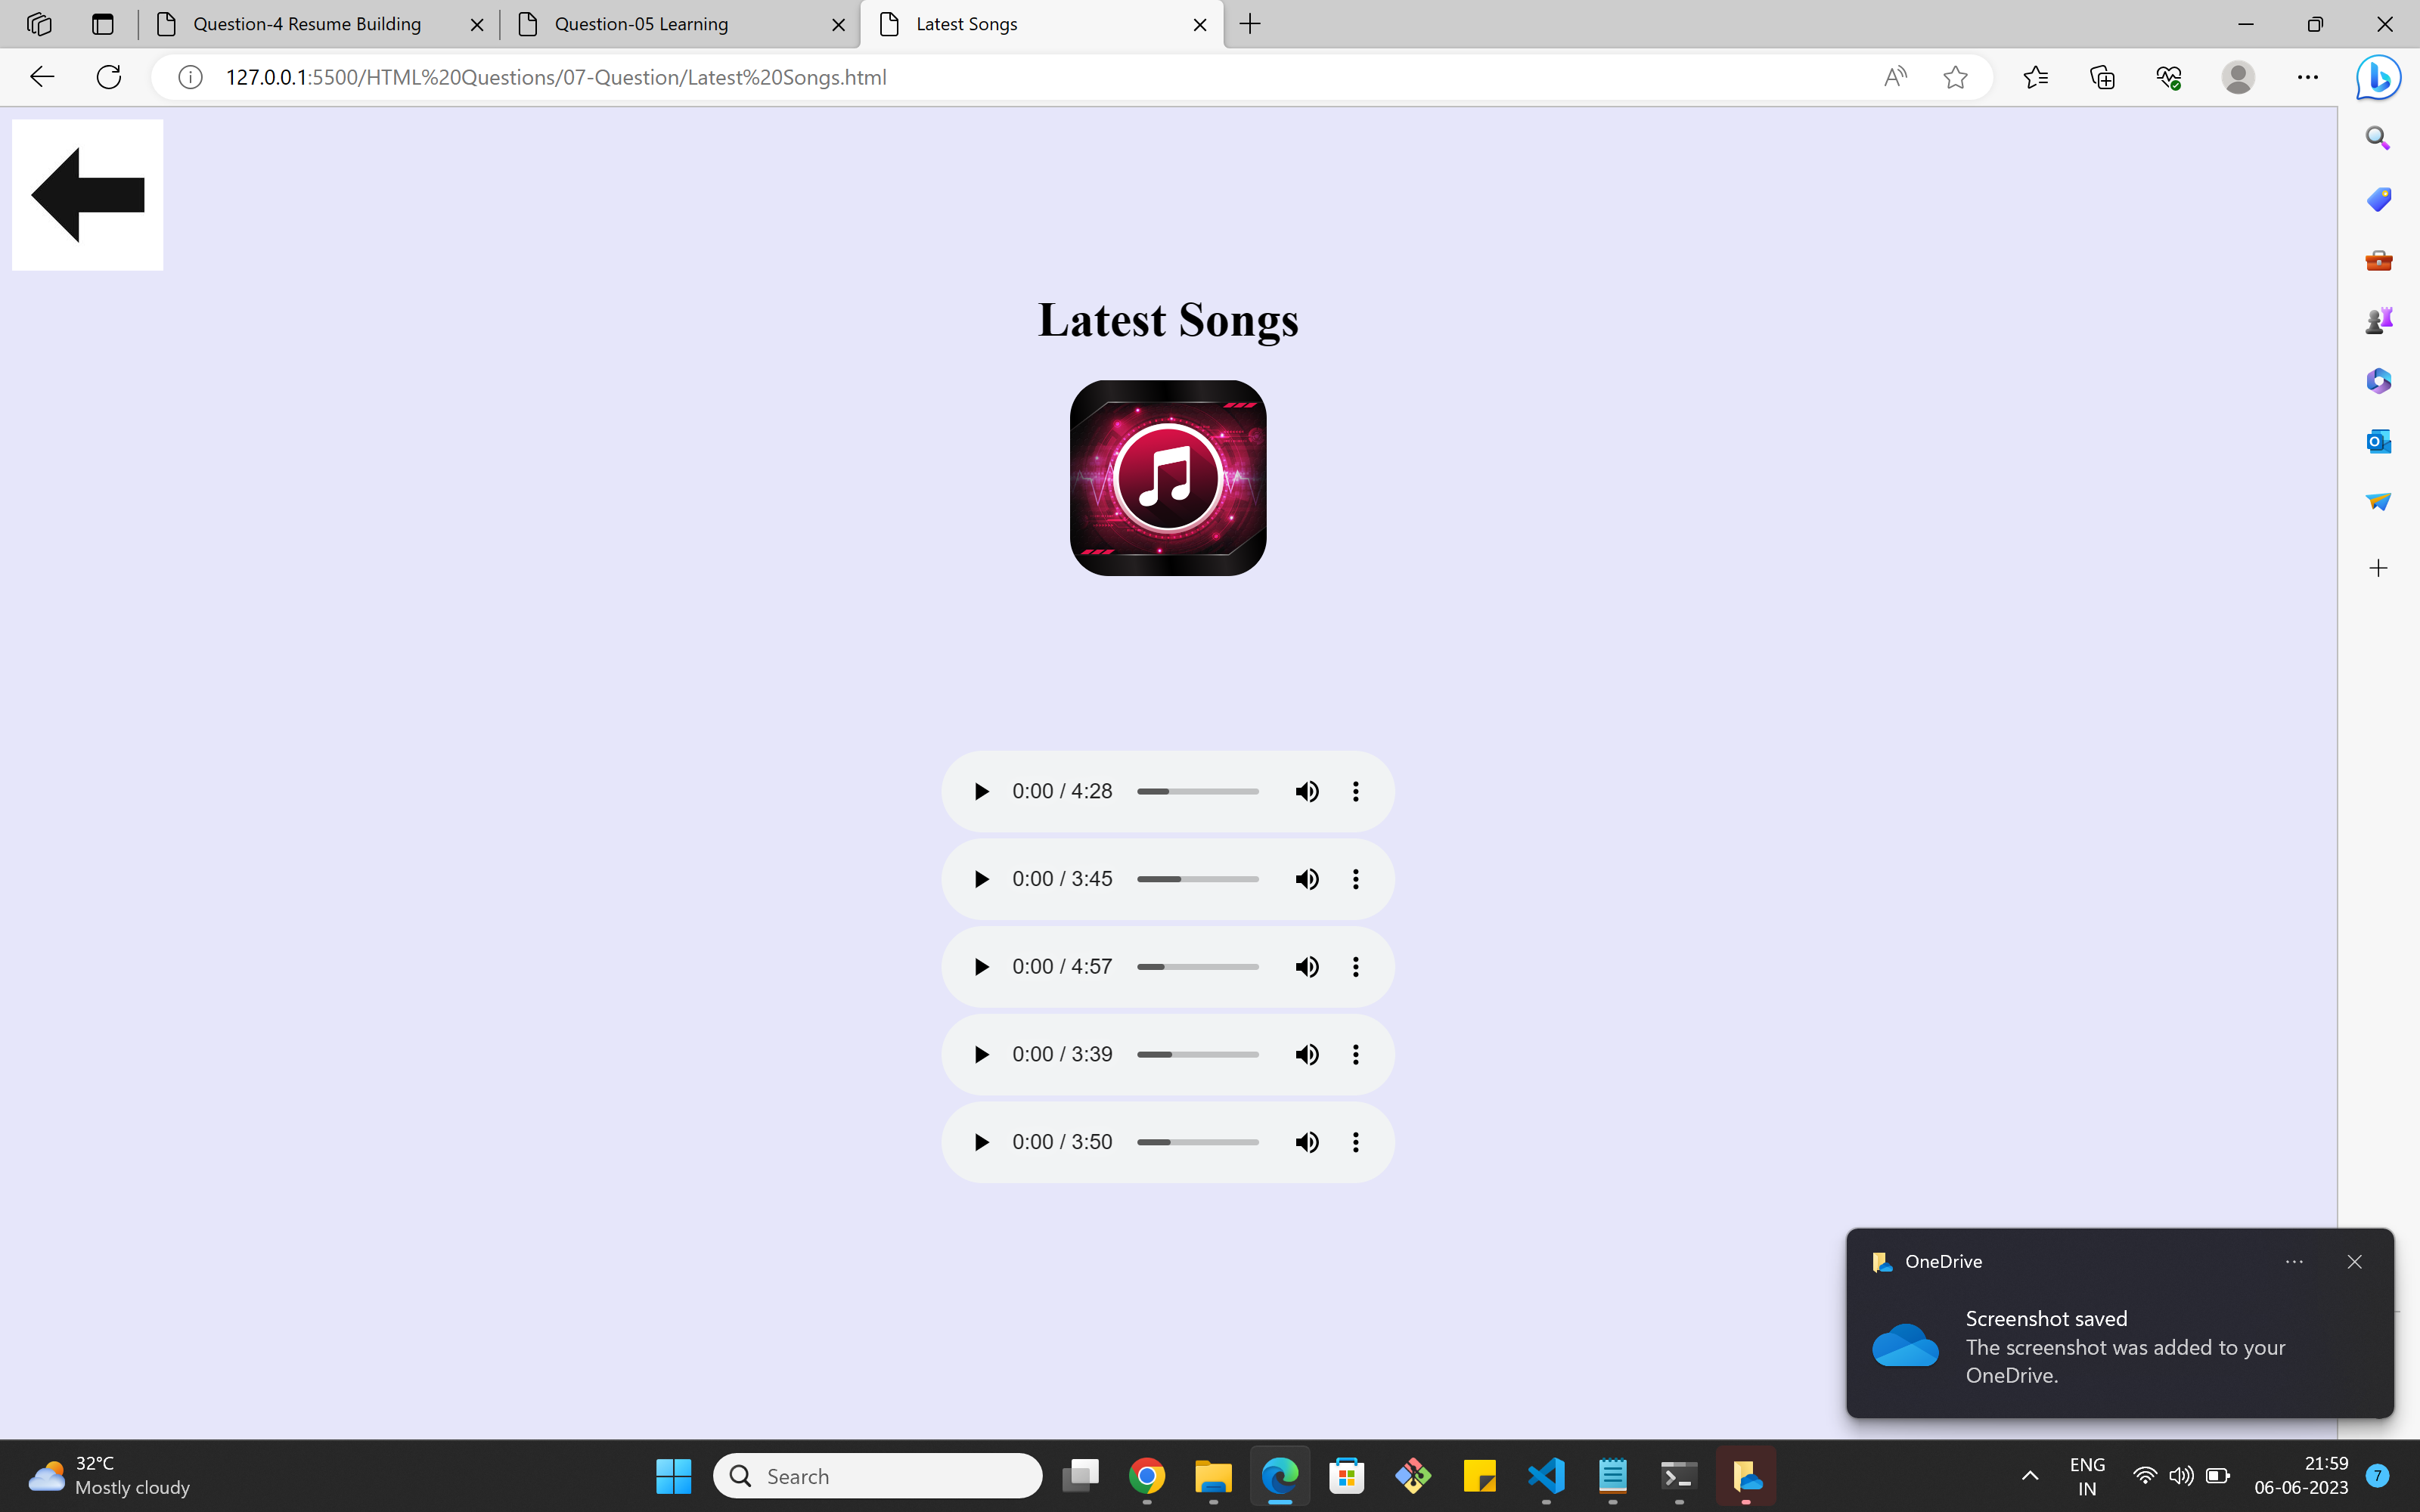 Question-4 Resume Building
Question-05 Learning
Latest Songs
127.0.0.1:5500/HTML%20Questions/07-Question/Latest%20Songs.html
Latest Songs
0:00 / 4:28
0:00 / 3:45
0:00 / 4:57
0:00 / 3:39
0:00 / 3:50
OneDrive
Screenshot saved
The screenshot was added to your
OneDrive.
32°C
Mostly cloudy
Search
ENG
IN
21:59
06-06-2023
7